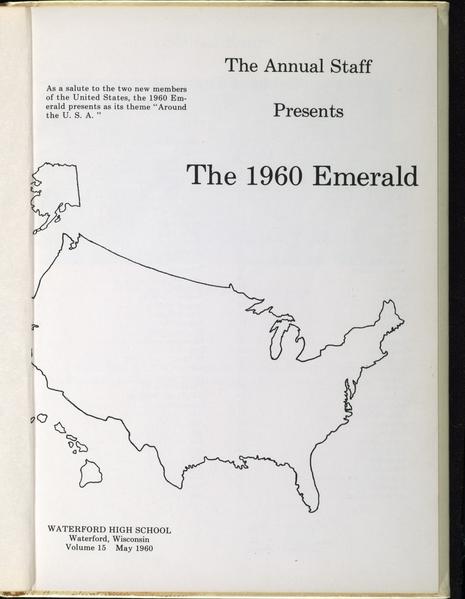 The Annual Staff
As a salute to the two new members
of the United States, the 1960 Em-
erald presents as its theme "Around
the U. S. A. "
Presents
The 1960 Emerald
WATERFORD HIGH SCHOOL
Waterford, Wisconsin
Volume 15 May 1960